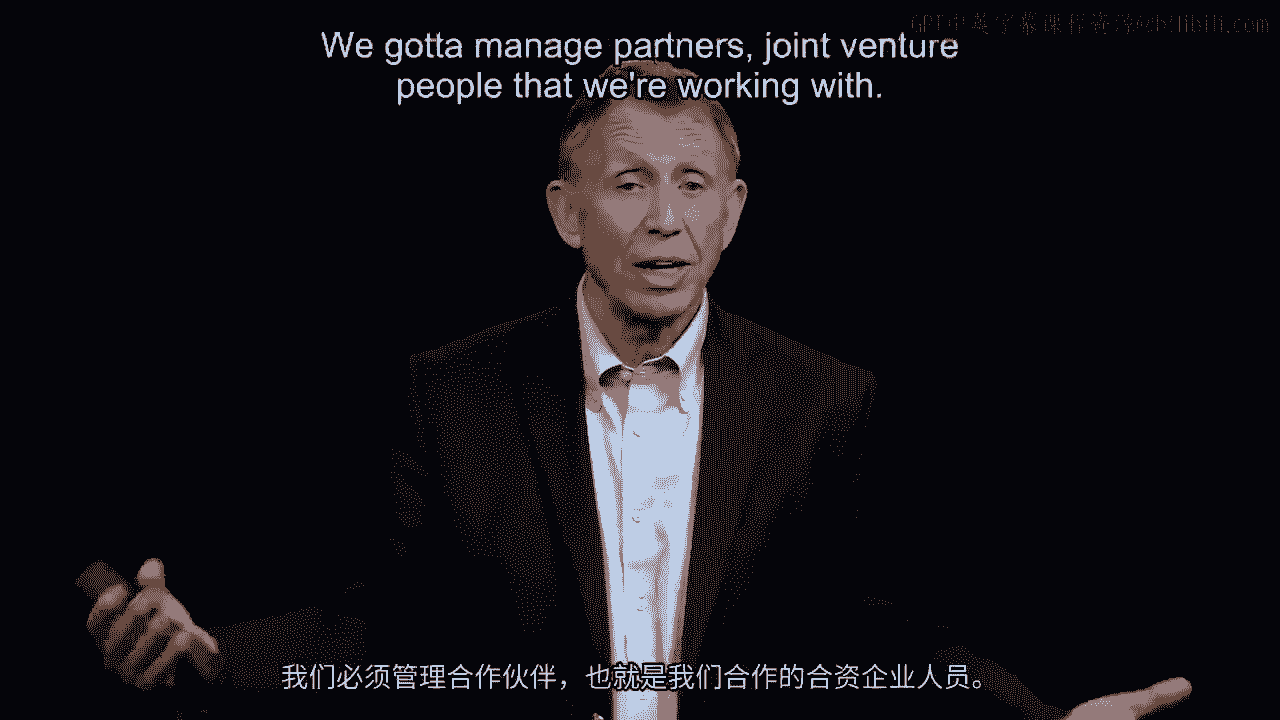 We gotta manage partners, joint venture
people that we're working with.
我们必须管理合作伙伴，也就是我们合作的合资企业人员。